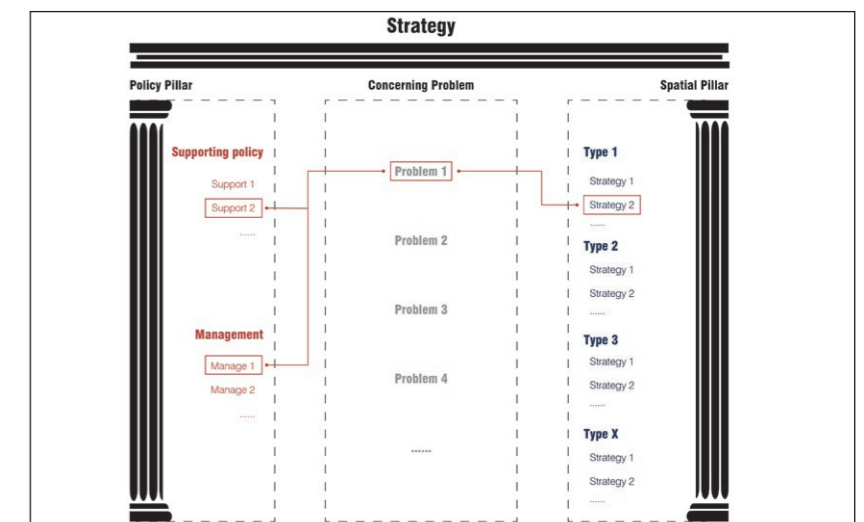 Strategy
Policy Pillar
Concerning Problem
Spatial Pillar
Supporting policy
Support 1
Support 2
......
Management
Manage 1
Manage 2
......
Problem 1
Problem 2
Problem 3
Problem 4
......
Type 1
Strategy 1
Strategy 2
......
Type 2
Strategy 1
Strategy 2
......
Type 3
Strategy 1
Strategy 2
......
Type X
Strategy 1
Strategy 2
......